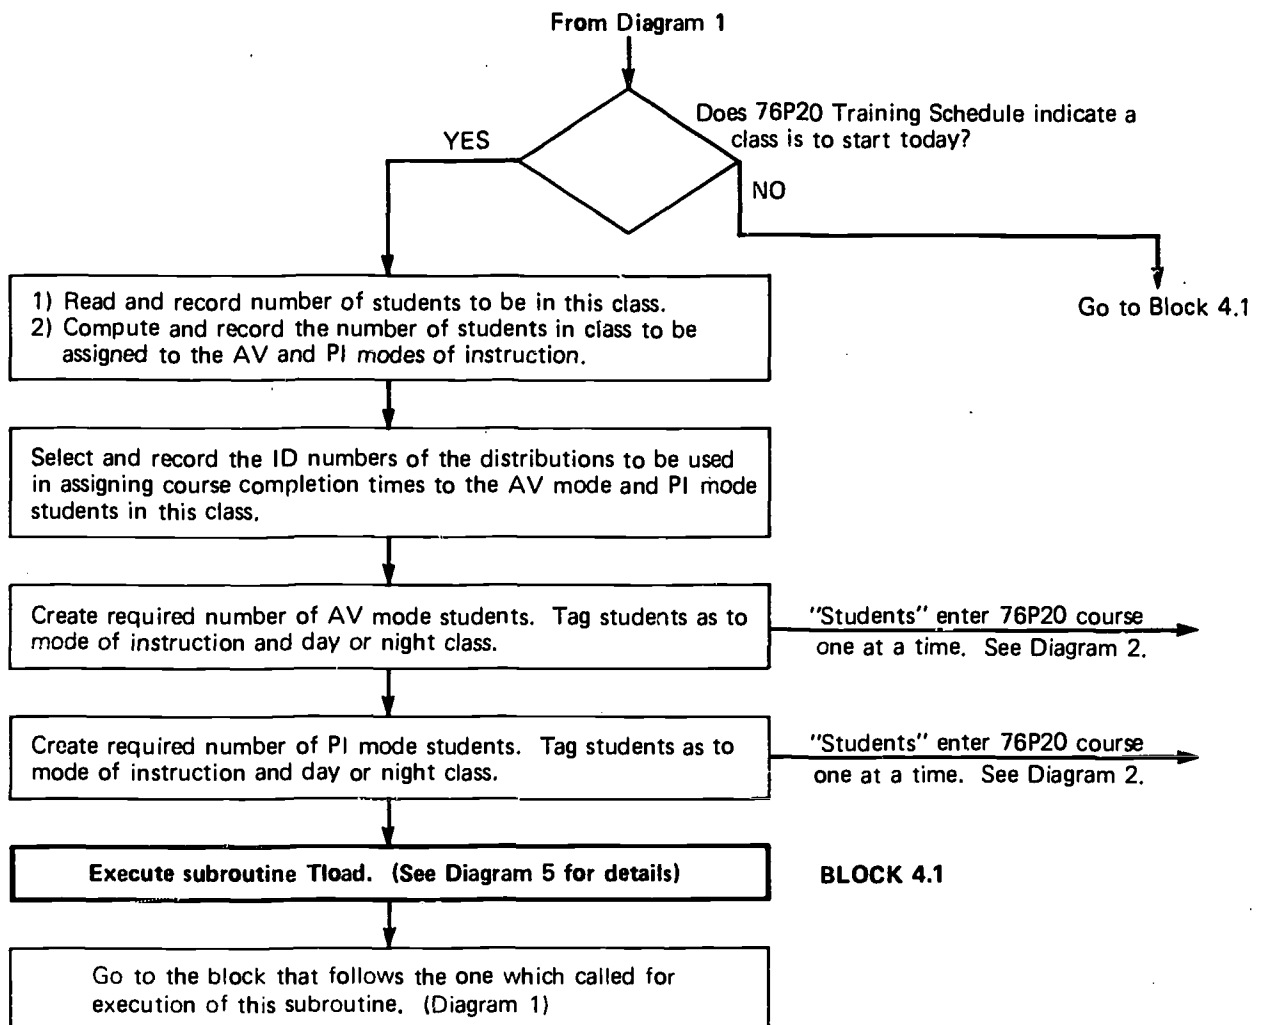 From Diagram 1
Does 76P20 Training Schedule indicate a
class is to start today?
YES
NO
Go to Block 4.1
1) Read and record number of students to be in this class.
2) Compute and record the number of students in class to be
assigned to the AV and PI modes of instruction.
Select and record the ID numbers of the distributions to be used
in assigning course completion times to the AV mode and PI mode
students in this class.
Create required number of AV mode students. Tag students as to
mode of instruction and day or night class.
"Students" enter 76P20 course
one at a time. See Diagram 2.
Create required number of PI mode students. Tag students as to
mode of instruction and day or night class.
"Students" enter 76P20 course
one at a time. See Diagram 2.
Execute subroutine Tload. (See Diagram 5 for details)
BLOCK 4.1
Go to the block that follows the one which called for
execution of this subroutine. (Diagram 1)